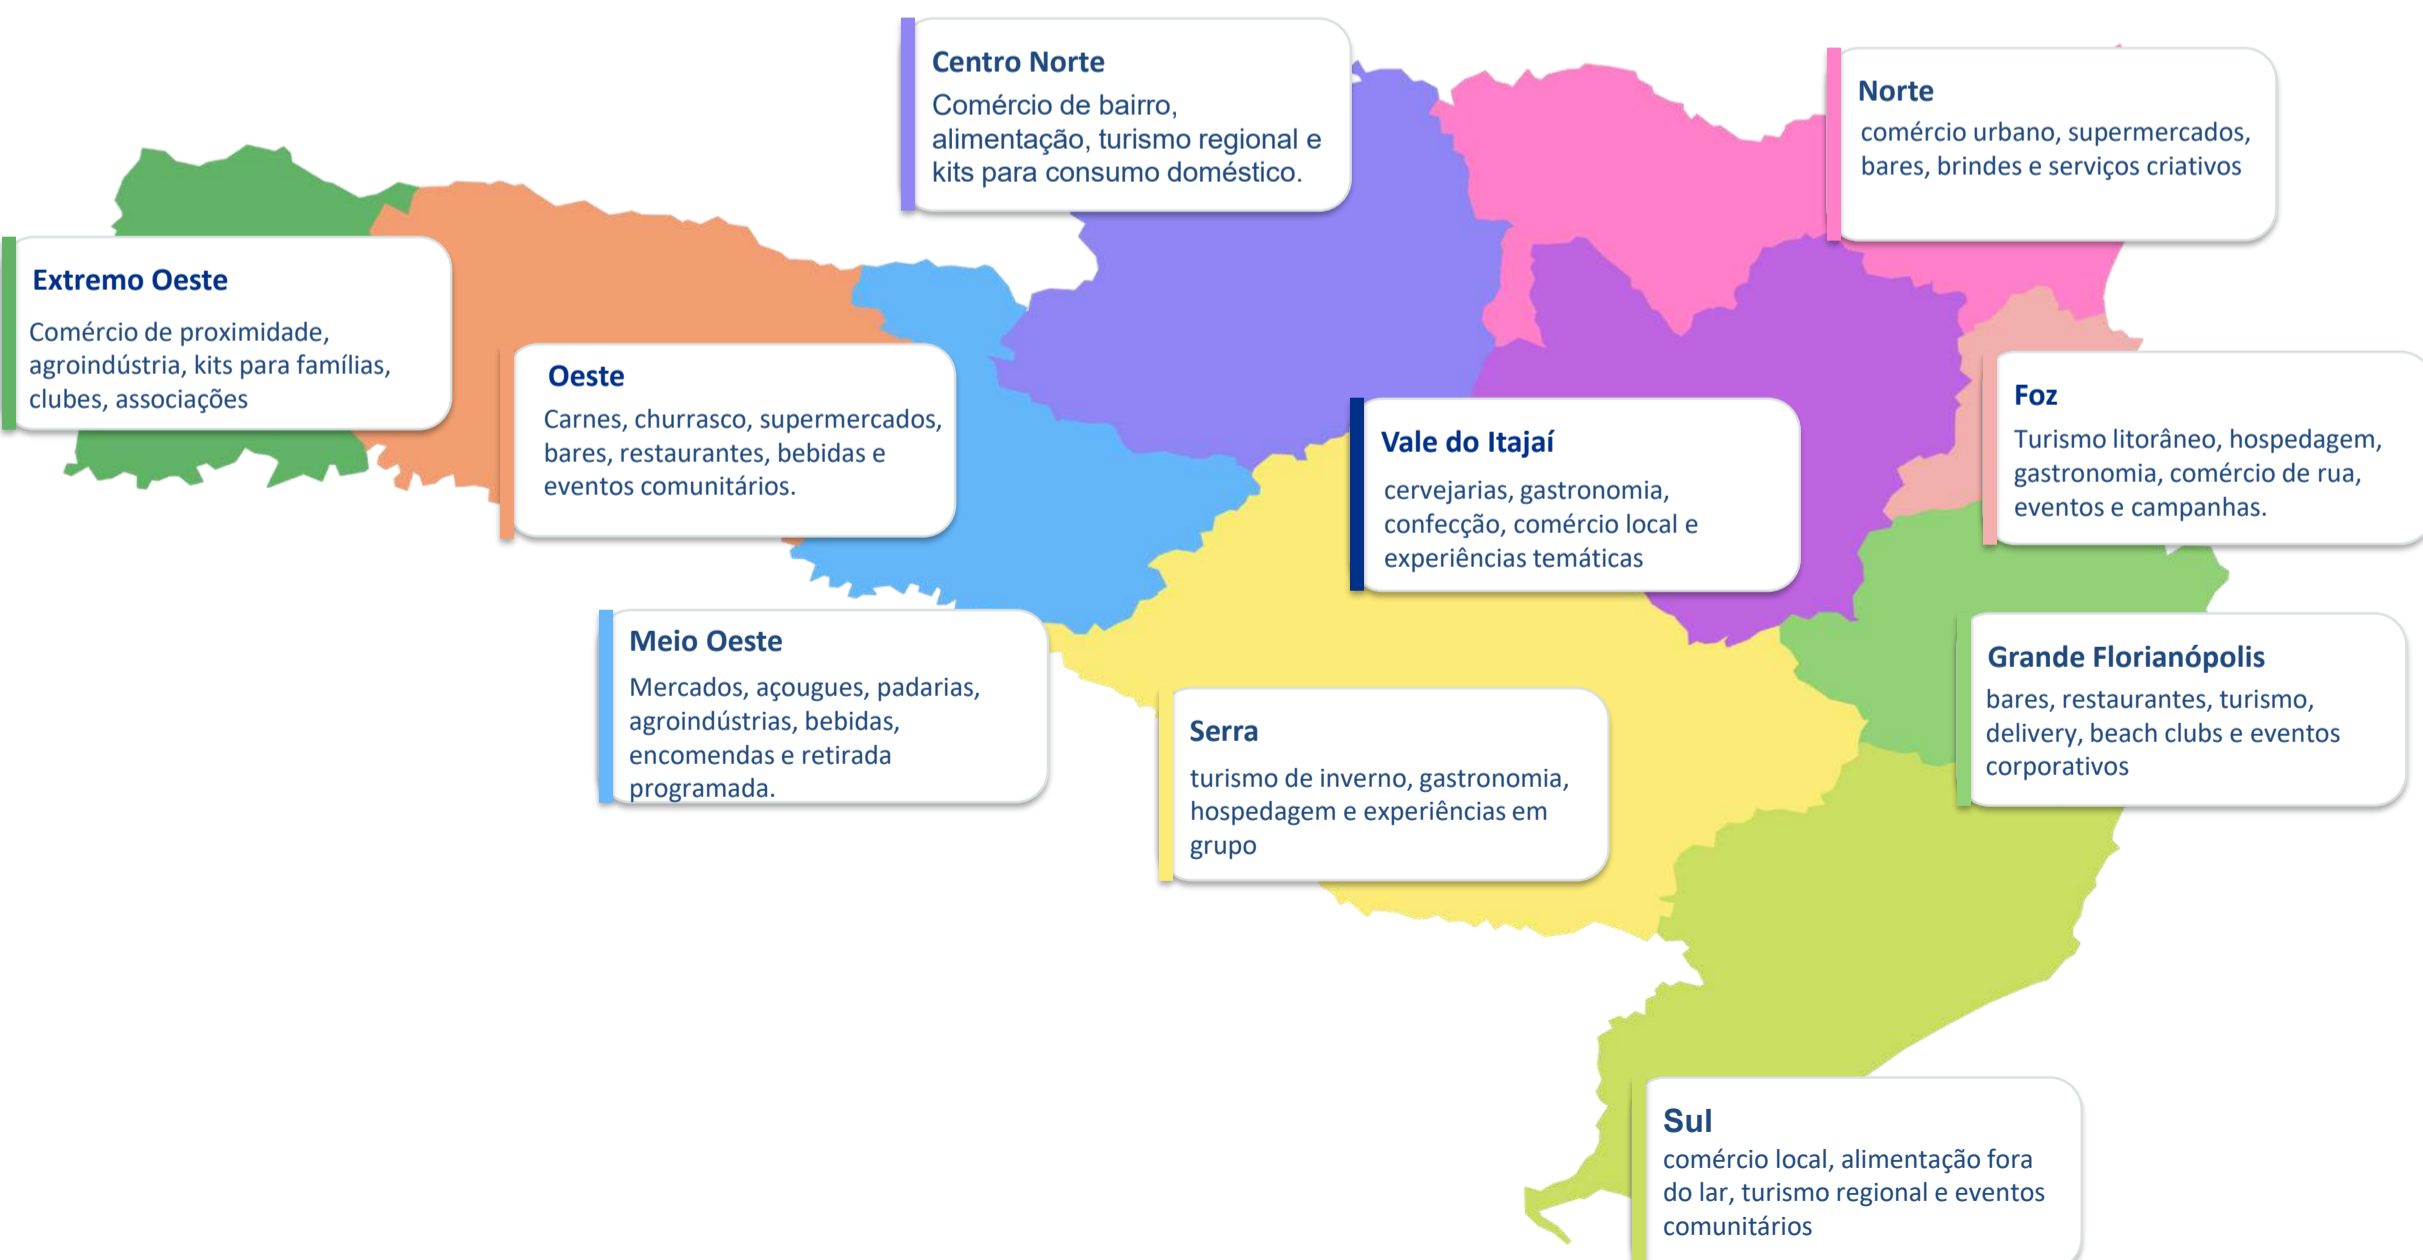 Centro Norte
Comércio de bairro,
alimentação, turismo regional e
kits para consumo doméstico.
Norte
comércio urbano, supermercados,
bares, brindes e serviços criativos
Extremo Oeste
Comércio de proximidade,
agroindústria, kits para famílias,
clubes, associações
Oeste
Carnes, churrasco, supermercados,
bares, restaurantes, bebidas e
eventos comunitários.
Vale do Itajaí
cervejarias, gastronomia,
confecção, comércio local e
experiências temáticas
Foz
Turismo litorâneo, hospedagem,
gastronomia, comércio de rua,
eventos e campanhas.
Meio Oeste
Mercados, açougues, padarias,
agroindústrias, bebidas,
encomendas e retirada
programada.
Serra
turismo de inverno, gastronomia,
hospedagem e experiências em
grupo
Grande Florianópolis
bares, restaurantes, turismo,
delivery, beach clubs e eventos
corporativos
Sul
comércio local, alimentação fora
do lar, turismo regional e eventos
comunitários